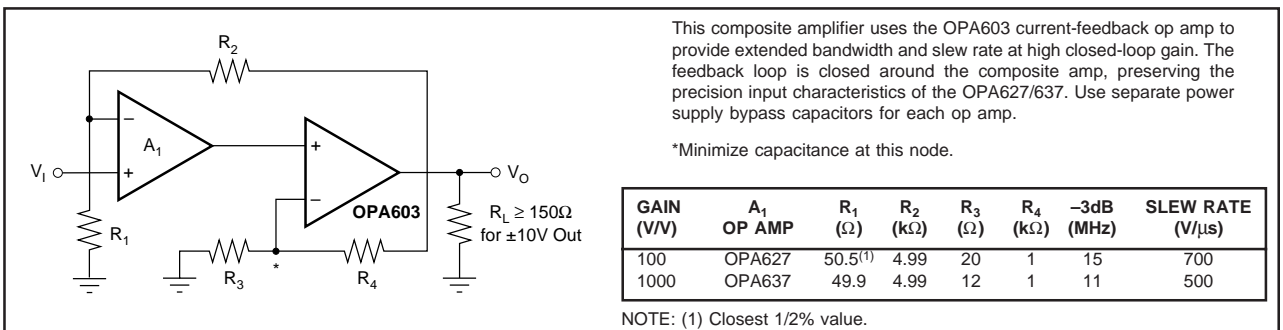 R2
A1
VI
R1
R3
*
R4
OPA603
VO
RL ≥ 150Ω
for ±10V Out
This composite amplifier uses the OPA603 current-feedback op amp to
provide extended bandwidth and slew rate at high closed-loop gain. The
feedback loop is closed around the composite amp, preserving the
precision input characteristics of the OPA627/637. Use separate power
supply bypass capacitors for each op amp.
*Minimize capacitance at this node.
GAIN A1 R1 R2 R3 R4 –3dB SLEW RATE
(V/V) OP AMP (Ω) (kΩ) (Ω) (kΩ) (MHz) (V/µs)
100 OPA627 50.5(1) 4.99 20 1 15 700
1000 OPA637 49.9 4.99 12 1 11 500
NOTE: (1) Closest 1/2% value.